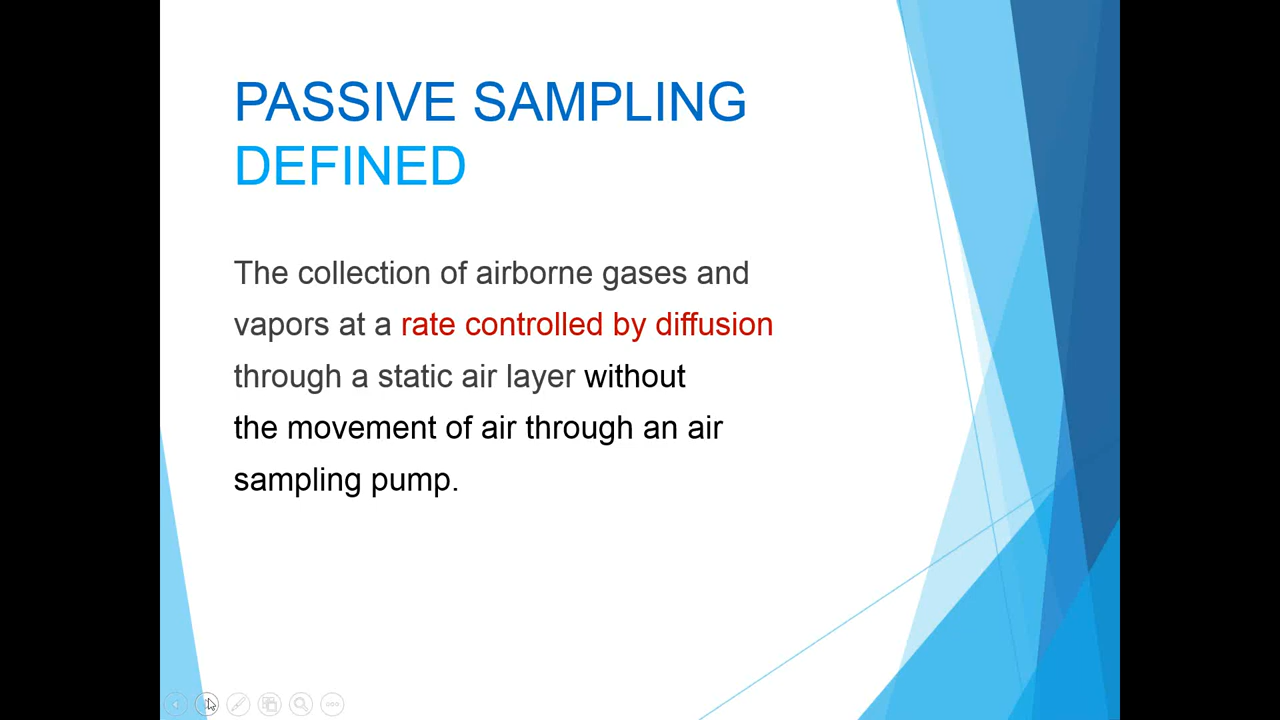 PASSIVE SAMPLING
DEFINED
The collection of airborne gases and
vapors at a rate controlled by diffusion
through a static air layer without
the movement of air through an air
sampling pump.